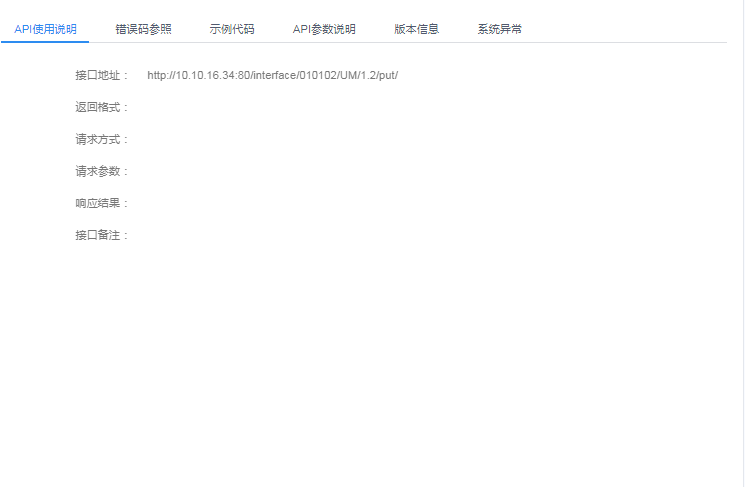 API使用说明 错误码参照 示例代码 API参数说明 版本信息 系统异常
接口地址： http://10.10.16.34:80/interface/010102/UM/1.2/put/
返回格式：
请求方式：
请求参数：
响应结果：
接口备注：